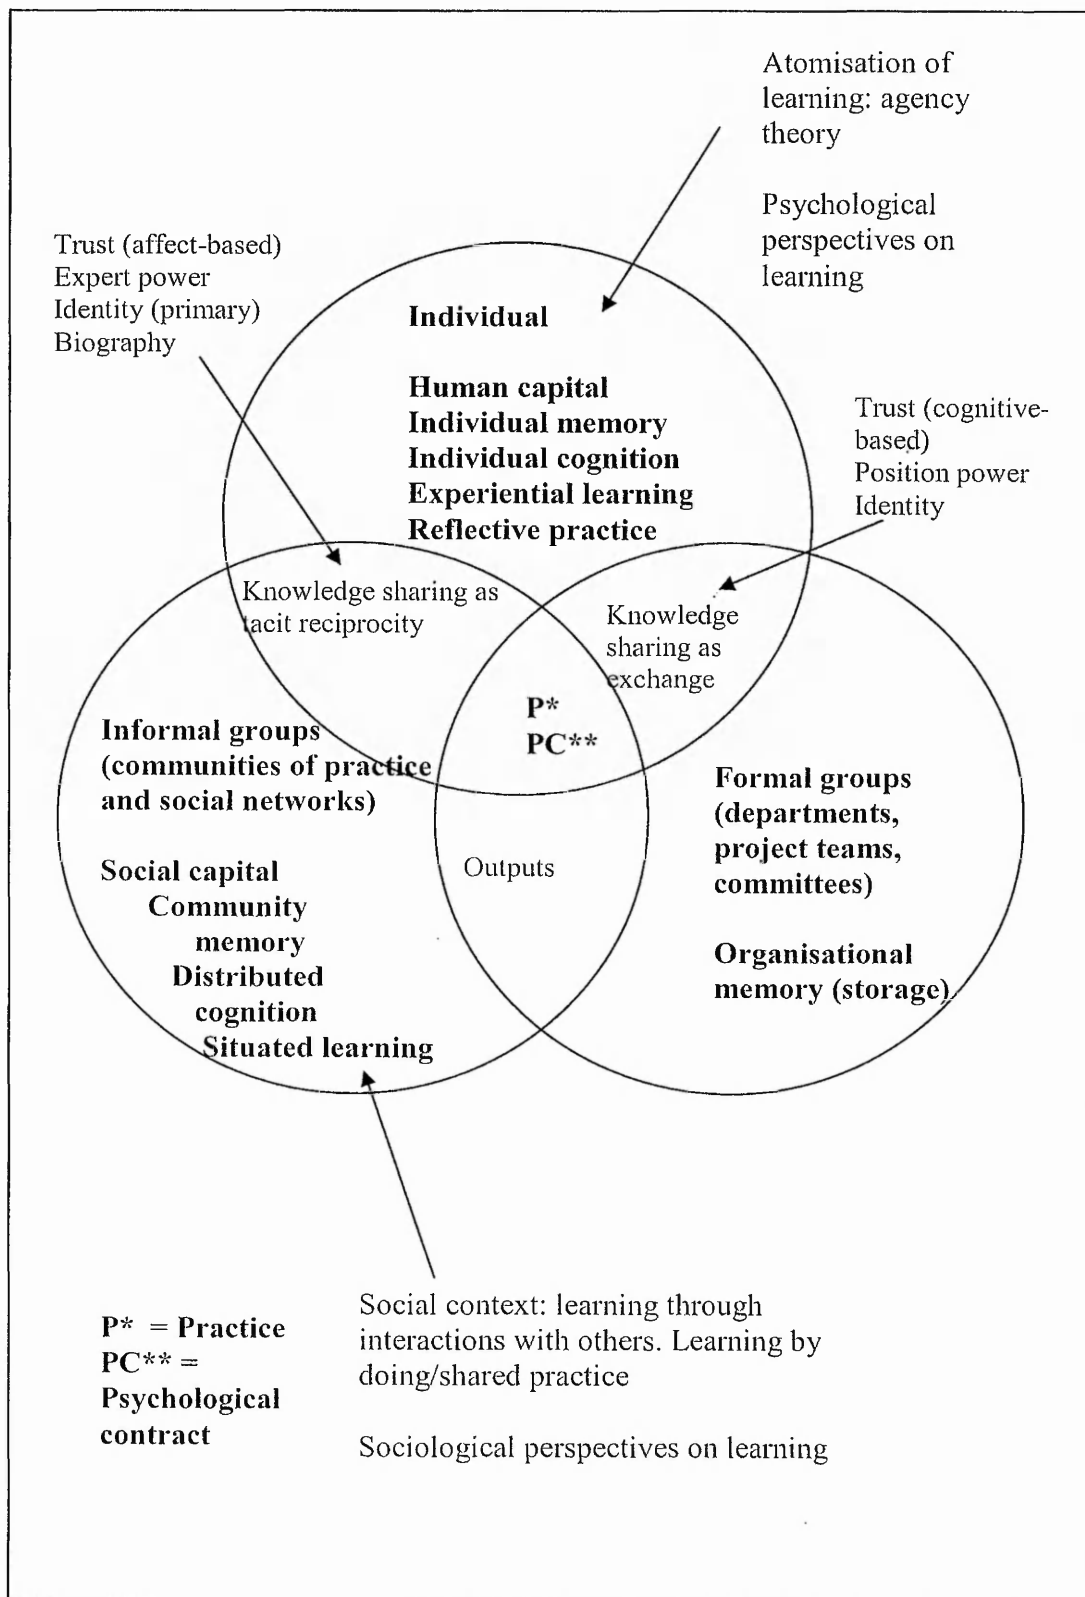 Atomisation of
learning: agency
theory
Psychological
perspectives on
learning
Trust (affect-based)
Expert power
Identity (primary)
Biography
Individual
Human capital
Individual memory
Individual cognition
Experiential learning
Reflective practice
Trust (cognitive-
based)
Position power
Identity
Knowledge sharing as
tacit reciprocity
Knowledge
sharing as
exchange
P*
PC**
Informal groups
(communities of practice
and social networks)
Social capital
Community
memory
Distributed
cognition
Situated learning
Outputs
Formal groups
(departments,
project teams,
committees)
Organisational
memory (storage)
P* = Practice
PC** =
Psychological
contract
Social context: learning through
interactions with others. Learning by
doing/shared practice
Sociological perspectives on learning